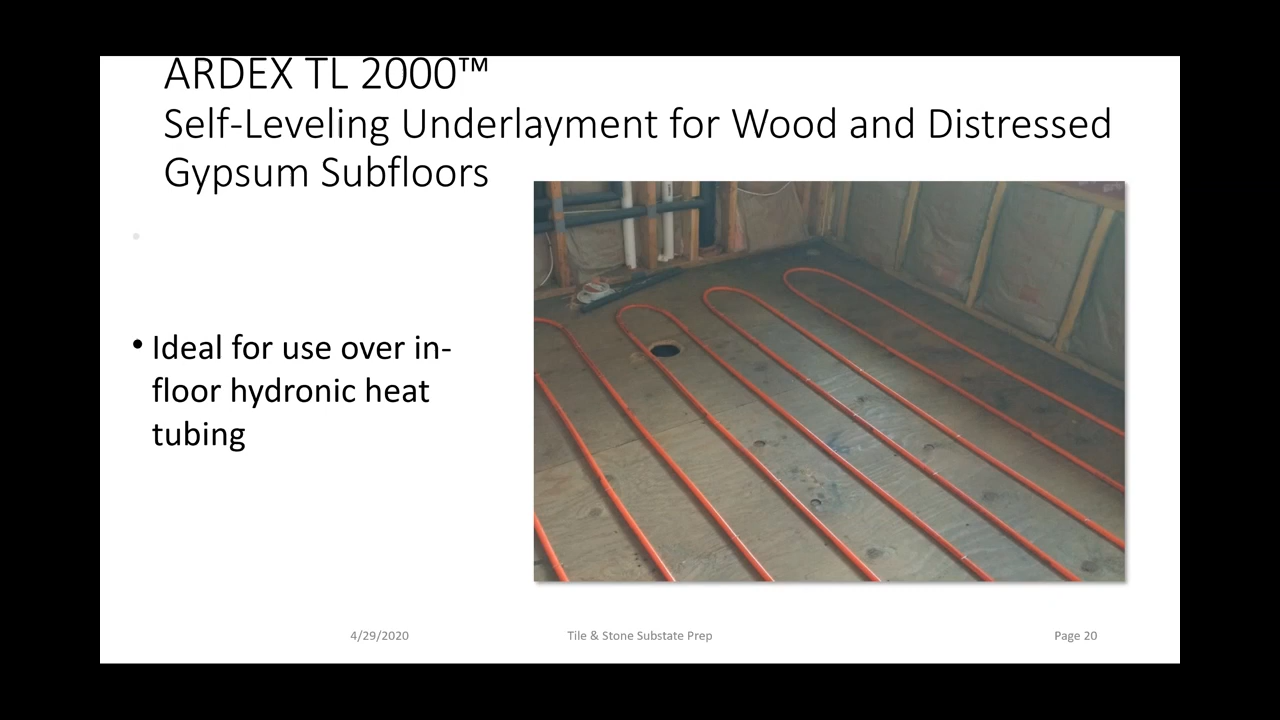 ARDEX TL 2000™
Self-Leveling Underlayment for Wood and Distressed
Gypsum Subfloors
• Ideal for use over in-
floor hydronic heat
tubing
4/29/2020
Tile & Stone Substate Prep
Page 20